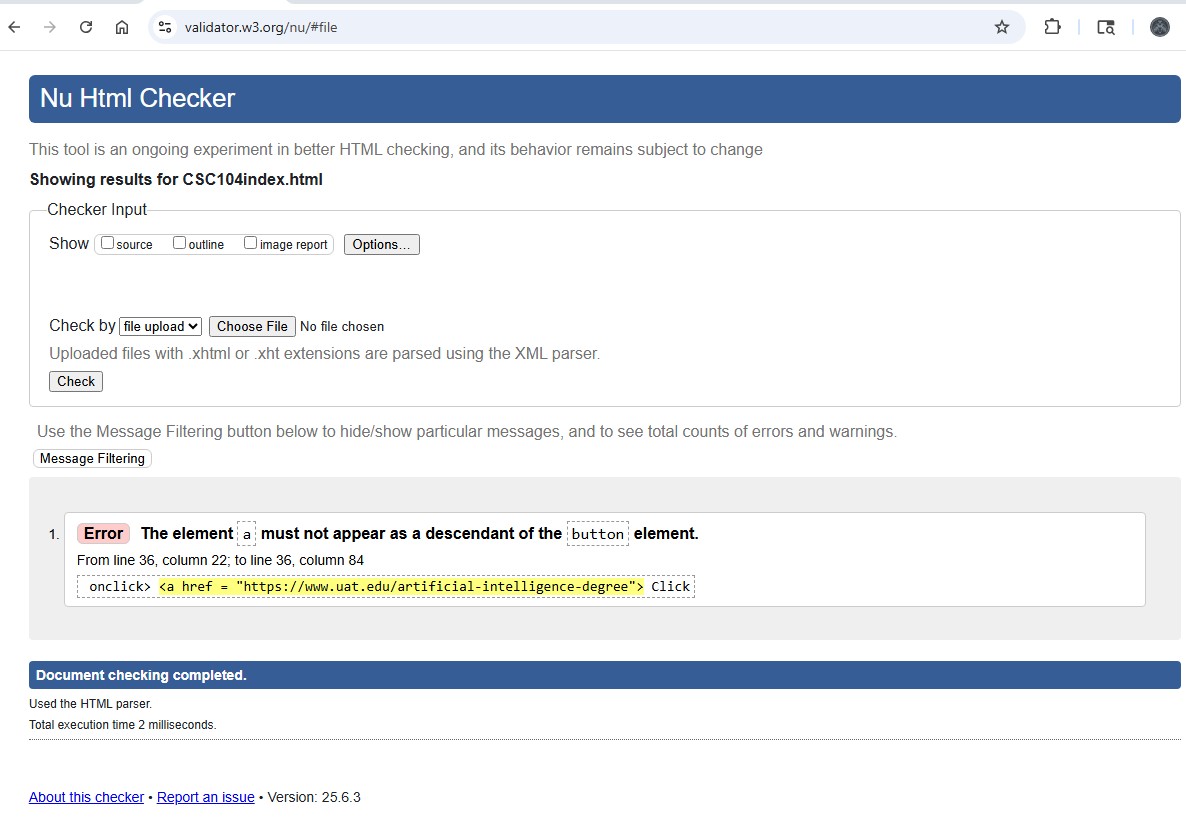 validator.w3.org/nu/#file
Nu Html Checker
This tool is an ongoing experiment in better HTML checking, and its behavior remains subject to change
Showing results for CSC104index.html
Checker Input
Show source outline image report Options...
Check by file upload Choose File No file chosen
Uploaded files with .xhtml or .xht extensions are parsed using the XML parser.
Check
Use the Message Filtering button below to hide/show particular messages, and to see total counts of errors and warnings.
Message Filtering
1. Error The element a must not appear as a descendant of the button element.
From line 36, column 22; to line 36, column 84
onclick> <a href = "https://www.uat.edu/artificial-intelligence-degree"> Click
Document checking completed.
Used the HTML parser.
Total execution time 2 milliseconds.
About this checker • Report an issue • Version: 25.6.3